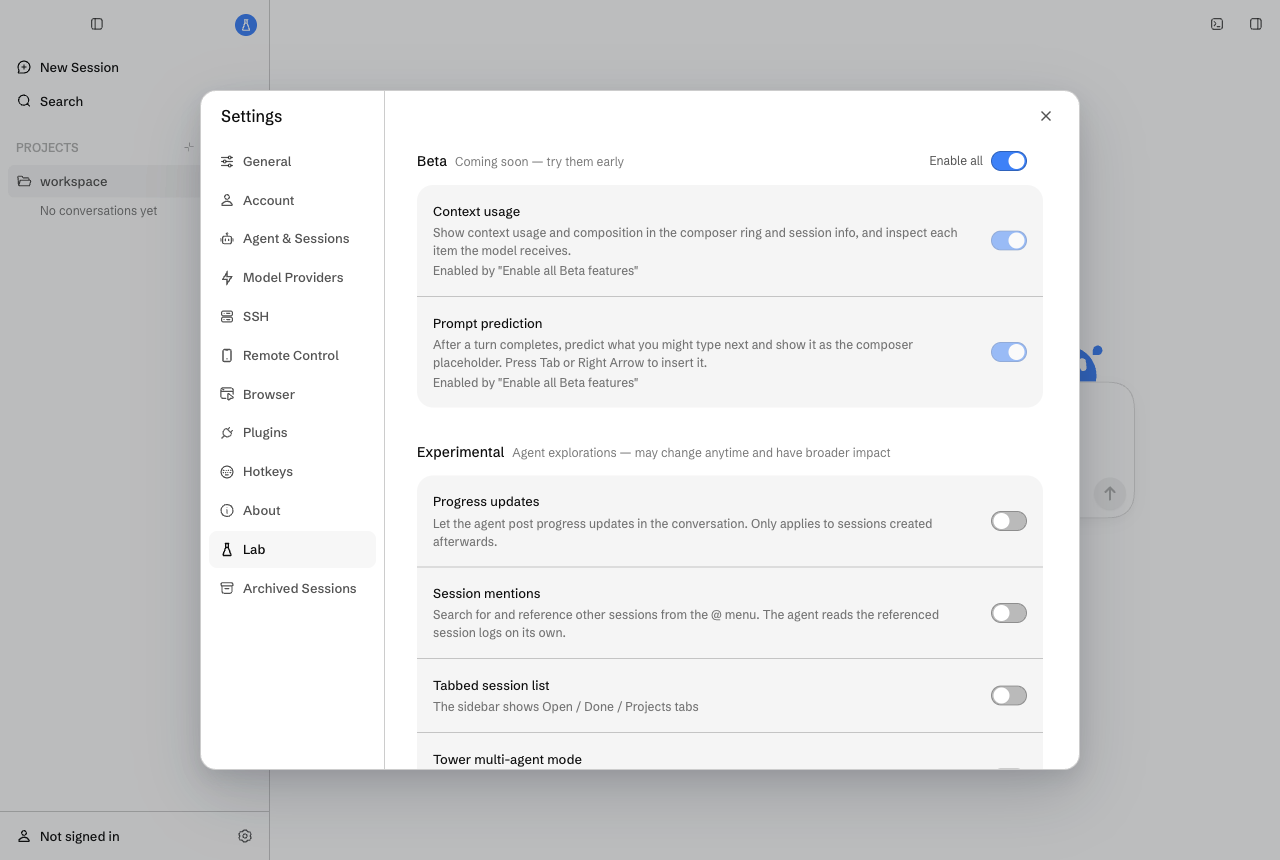 New Session
Search
PROJECTS
workspace
No conversations yet
Not signed in
Settings
General
Account
Agent & Sessions
Model Providers
SSH
Remote Control
Browser
Plugins
Hotkeys
About
Lab
Archived Sessions
Beta Coming soon — try them early Enable all
Context usage
Show context usage and composition in the composer ring and session info, and inspect each
item the model receives.
Enabled by "Enable all Beta features"
Prompt prediction
After a turn completes, predict what you might type next and show it as the composer
placeholder. Press Tab or Right Arrow to insert it.
Enabled by "Enable all Beta features"
Experimental Agent explorations — may change anytime and have broader impact
Progress updates
Let the agent post progress updates in the conversation. Only applies to sessions created
afterwards.
Session mentions
Search for and reference other sessions from the @ menu. The agent reads the referenced
session logs on its own.
Tabbed session list
The sidebar shows Open / Done / Projects tabs
Tower multi-agent mode